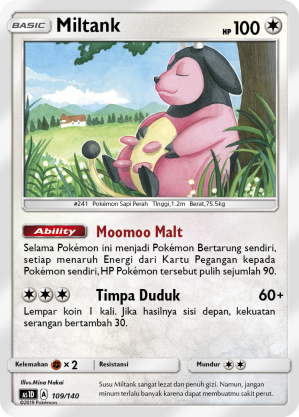 BASIC Miltank HP 100
#241 Pokémon Sapi Perah Tinggi,1.2m Berat,75.5kg
Ability Moomoo Malt
Selama Pokémon ini menjadi Pokémon Bertarung sendiri,
setiap menaruh Energi dari Kartu Pegangan kepada
Pokémon sendiri, HP Pokémon tersebut pulih sejumlah 90.
Timpa Duduk 60+
Lempar koin 1 kali. Jika hasilnya sisi depan, kekuatan
serangan bertambah 30.
Kelemahan × 2 Resistansi Mundur
Illus.Mina Nakai
AS1D A 109/140
©2019 Pokémon
Susu Miltank sangat lezat dan penuh gizi. Namun, jangan
minum terlalu banyak karena dapat membuatmu sakit perut.